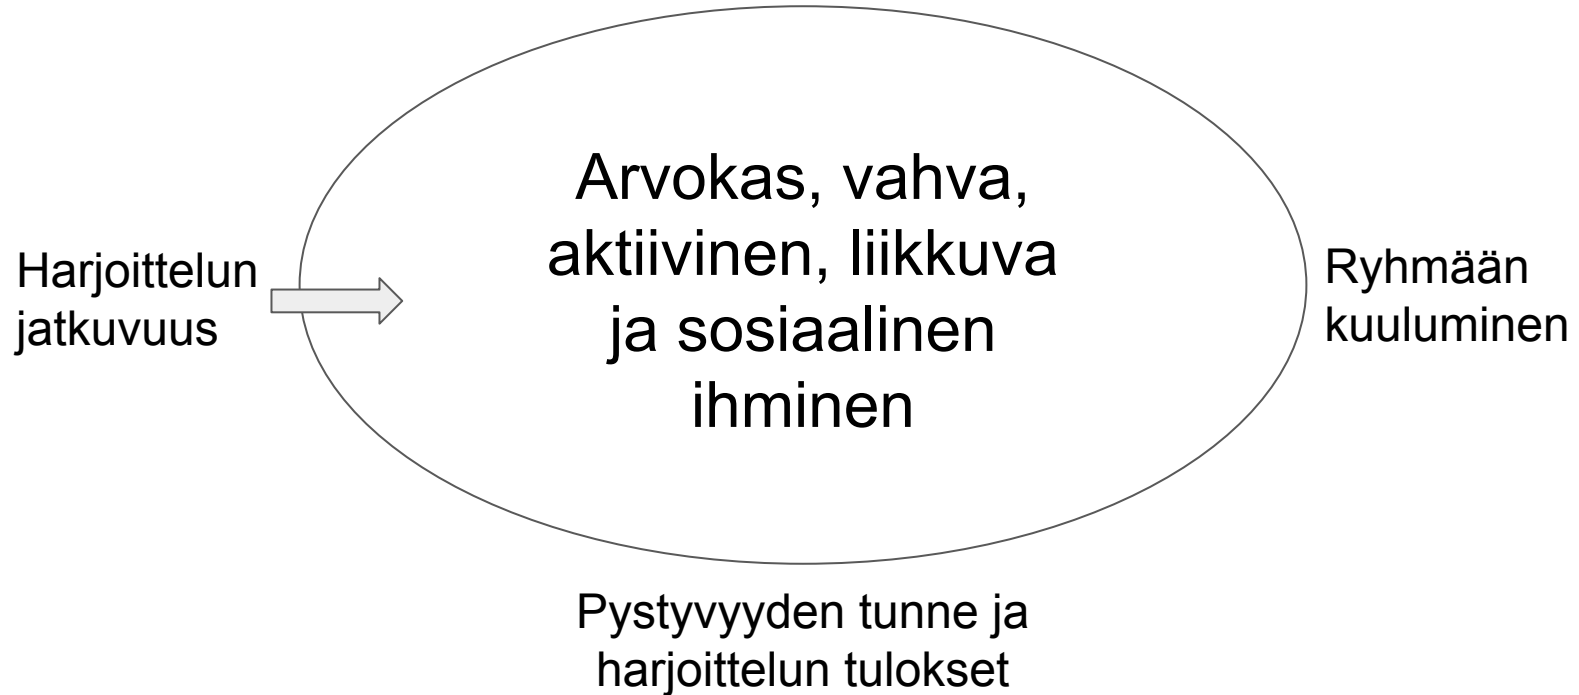 Arvokas, vahva,
aktiivinen, liikkuva
ja sosiaalinen
ihminen
Harjoittelun
jatkuvuus
Ryhmään
kuuluminen
Pystyvyyden tunne ja
harjoittelun tulokset